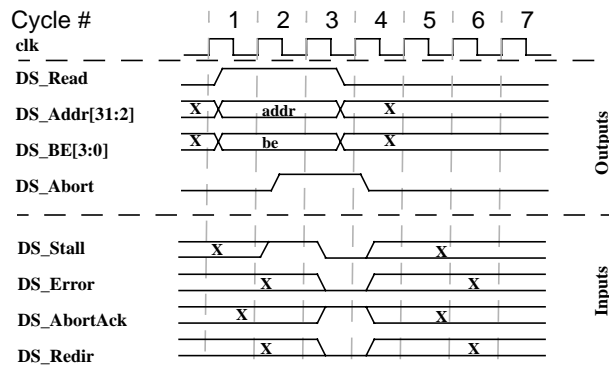 Cycle # 1 2 3 4 5 6 7
clk
DS_Read
DS_Addr[31:2] X addr X
DS_BE[3:0] X be X
DS_Abort
Outputs
DS_Stall X X
DS_Error X X
DS_AbortAck X X
DS_Redir X X
Inputs